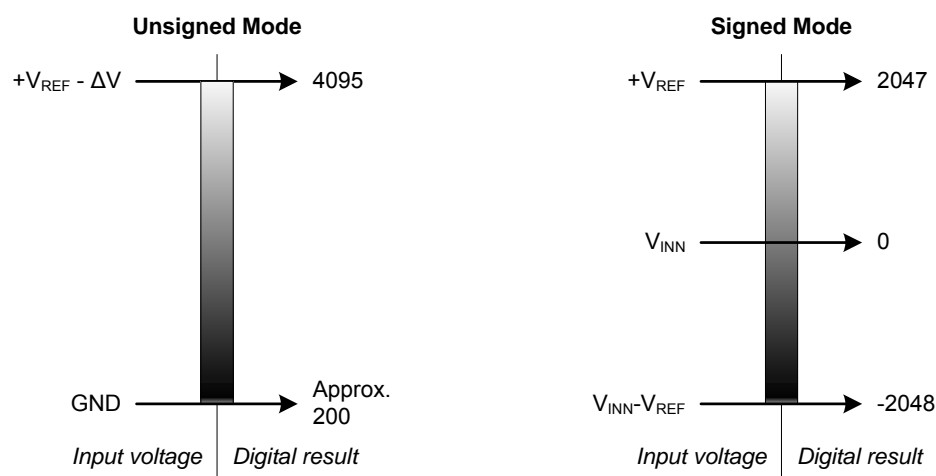 Unsigned Mode
+VREF - ΔV
4095
GND
Approx.
200
Input voltage
Digital result
Signed Mode
+VREF
2047
VINN
0
VINN-VREF
-2048
Input voltage
Digital result